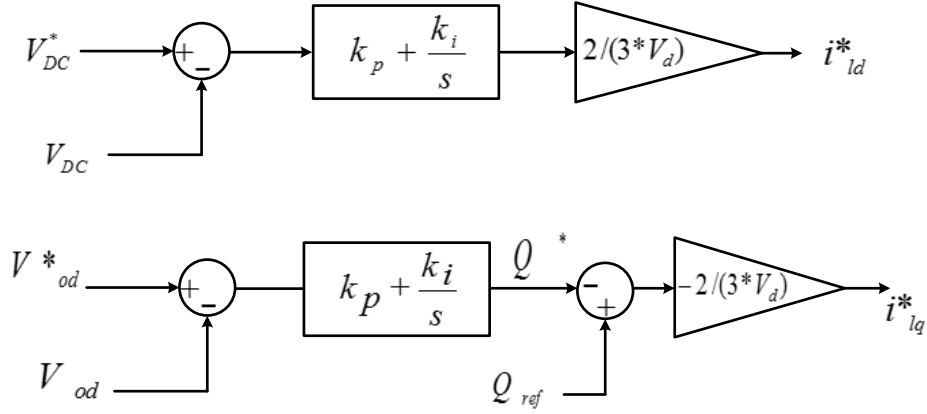 V*DC + − kp + ki/s 2/(3*Vd) i*ld
VDC
V*od + − kp + ki/s Q* − + −2/(3*Vd) i*lq
Vod
Qref